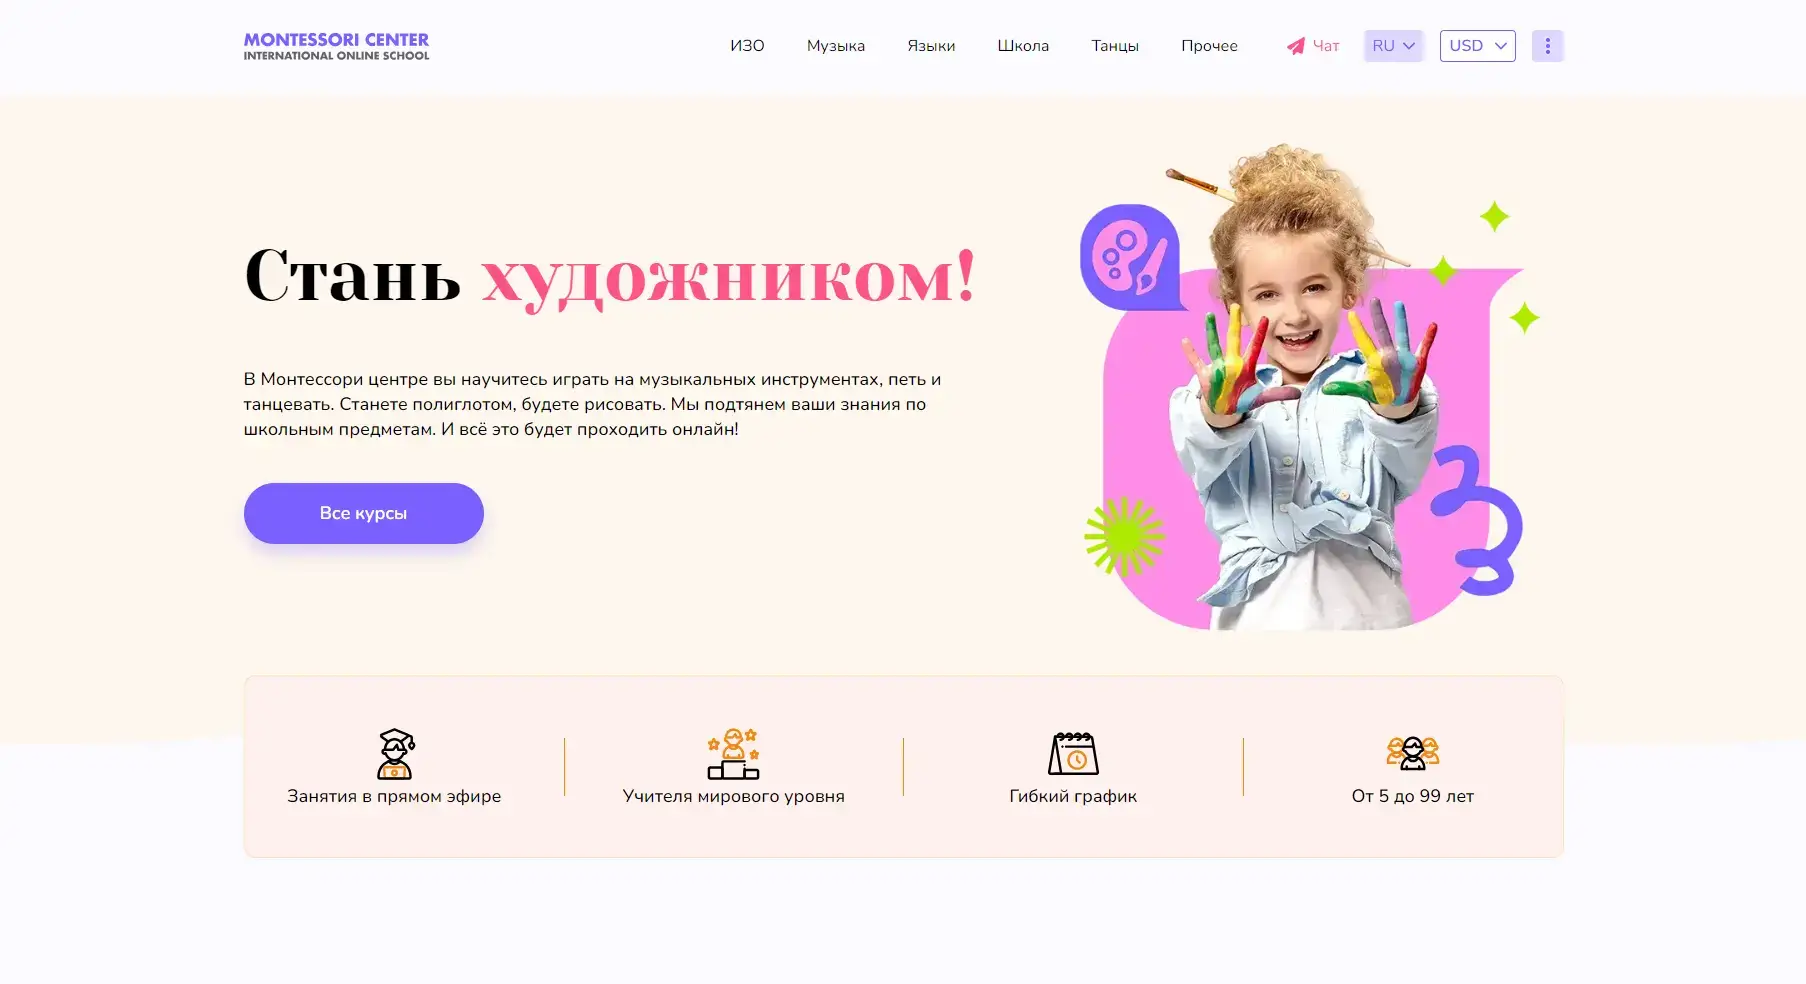 MONTESSORI CENTER
INTERNATIONAL ONLINE SCHOOL
ИЗО
Музыка
Языки
Школа
Танцы
Прочее
Чат
RU
USD
Стань художником!
В Монтессори центре вы научитесь играть на музыкальных инструментах, петь и
танцевать. Станете полиглотом, будете рисовать. Мы подтянем ваши знания по
школьным предметам. И всё это будет проходить онлайн!
Все курсы
Занятия в прямом эфире
Учителя мирового уровня
Гибкий график
От 5 до 99 лет